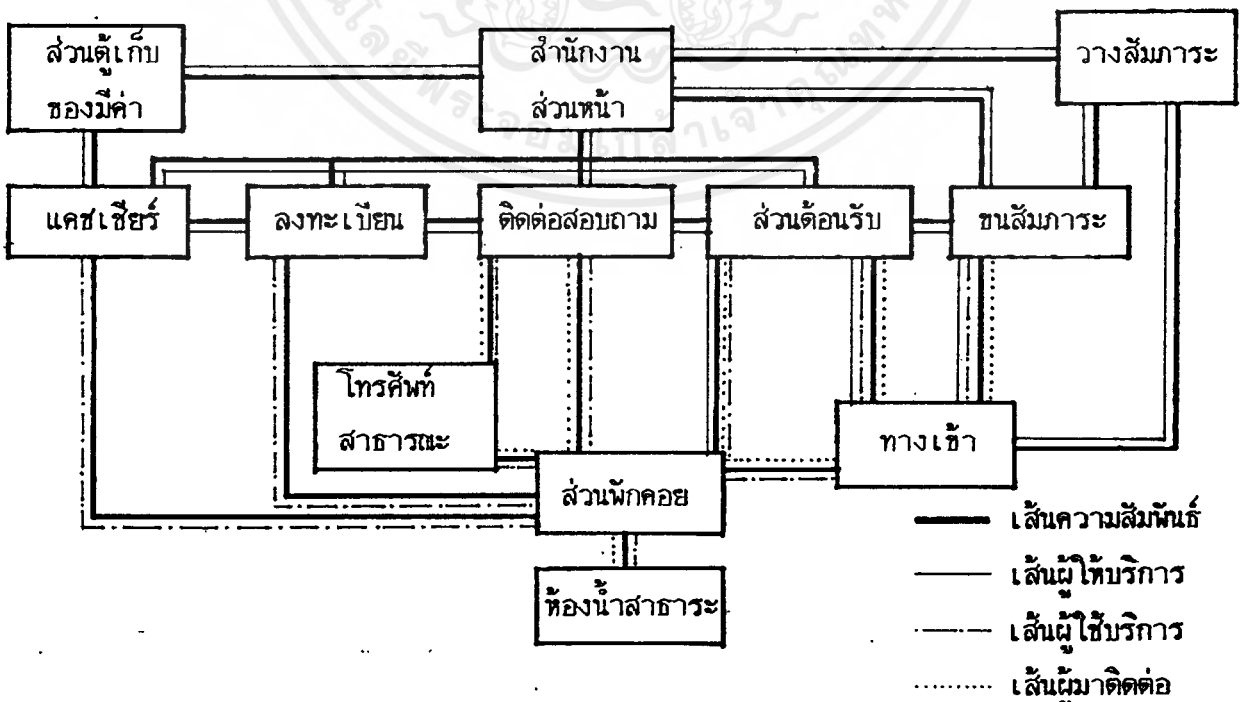 ส่วนตู้เก็บ
ของมีค่า
สำนักงาน
ส่วนหน้า
วางสัมภาระ
แคชเชียร์
ลงทะเบียน
ติดต่อสอบถาม
ส่วนต้อนรับ
ขนสัมภาระ
โทรศัพท์
สาธารณะ
ทางเข้า
ส่วนพักคอย
ห้องน้ำสาธาระ
เส้นความสัมพันธ์
เส้นผู้ให้บริการ
เส้นผู้ใช้บริการ
เส้นผู้มาติดต่อ